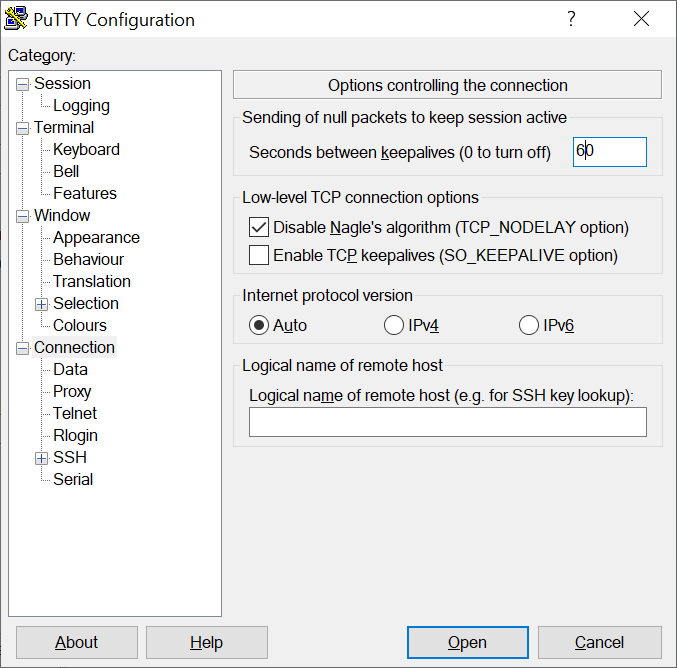 PuTTY Configuration
?
Category:
Session
Logging
Terminal
Keyboard
Bell
Features
Window
Appearance
Behaviour
Translation
Selection
Colours
Connection
Data
Proxy
Telnet
Rlogin
SSH
Serial
Options controlling the connection
Sending of null packets to keep session active
Seconds between keepalives (0 to turn off) 60
Low-level TCP connection options
Disable Nagle's algorithm (TCP_NODELAY option)
Enable TCP keepalives (SO_KEEPALIVE option)
Internet protocol version
Auto IPv4 IPv6
Logical name of remote host
Logical name of remote host (e.g. for SSH key lookup):
About Help Open Cancel